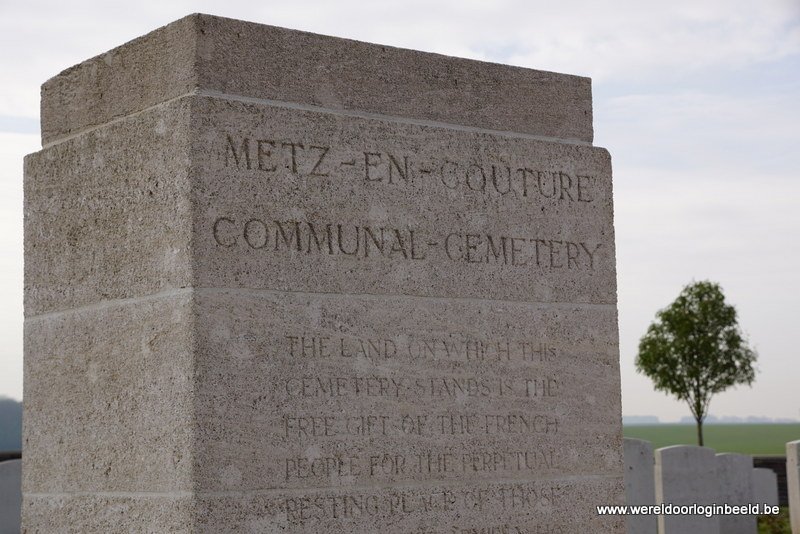 METZ-EN-COUTURE
COMMUNAL-CEMETERY
THE LAND ON WHICH THIS
CEMETERY STANDS IS THE
FREE GIFT OF THE FRENCH
PEOPLE FOR THE PERPETUAL
RESTING PLACE OF THOSE
www.wereldoorloginbeeld.be